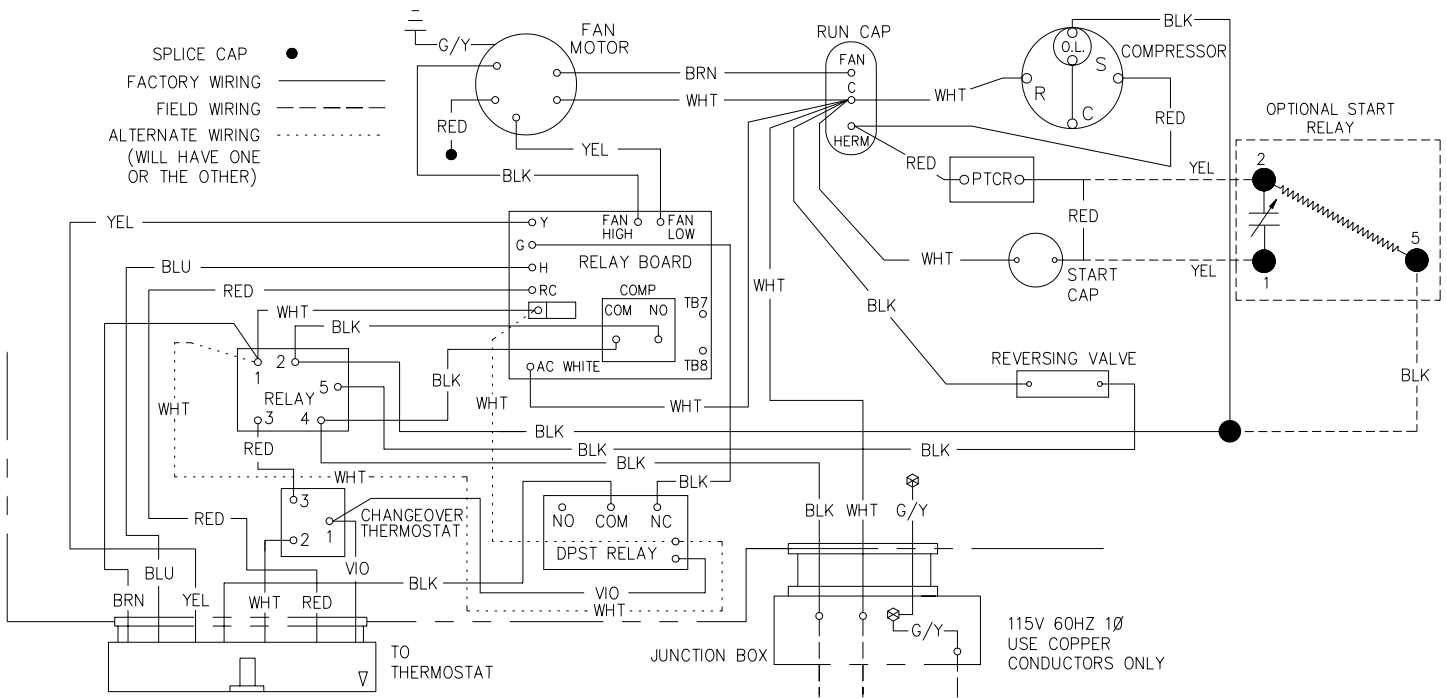 SPLICE CAP
FACTORY WIRING
FIELD WIRING
ALTERNATE WIRING
(WILL HAVE ONE
OR THE OTHER)
G/Y
FAN
MOTOR
RED
BRN
WHT
YEL
BLK
RUN CAP
FAN
C
HERM
WHT
BLK
O.L.
COMPRESSOR
R
S
C
RED
RED
PTCR
RED
YEL
WHT
START
CAP
YEL
OPTIONAL START
RELAY
2
1
5
BLK
YEL
BLU
RED
WHT
BLK
Y
G
H
RC
FAN
HIGH
FAN
LOW
RELAY BOARD
COMP
COM
NO
TB7
TB8
AC WHITE
WHT
BLK
REVERSING VALVE
1
2
5
RELAY
3
4
WHT
BLK
WHT
WHT
RED
BLK
BLK
BLK
WHT
BLK
3
2
1
CHANGEOVER
THERMOSTAT
RED
VIO
NO
COM
NC
DPST RELAY
BLK
VIO
WHT
BRN
BLU
YEL
WHT
RED
TO
THERMOSTAT
BLK
WHT
G/Y
G/Y
JUNCTION BOX
115V 60HZ 1Ø
USE COPPER
CONDUCTORS ONLY